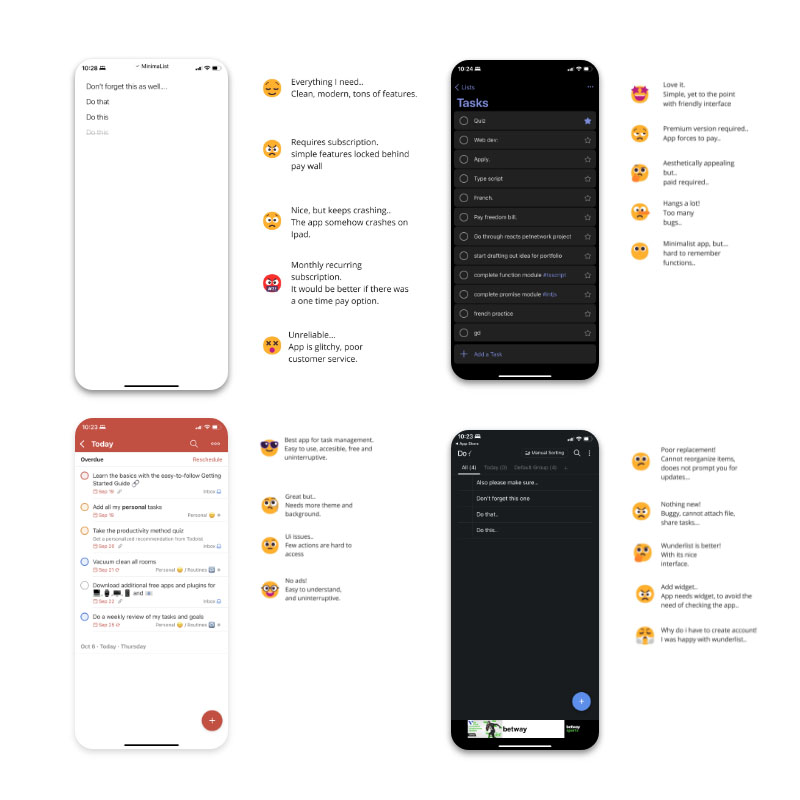 10:28
MinimaList
Don't forget this as well...
Do that
Do this
Do this
Everything I need..
Clean, modern, tons of features.
Requires subscription.
simple features locked behind
pay wall
Nice, but keeps crashing..
The app somehow crashes on
Ipad.
Monthly recurring
subscription.
It would be better if there was
a one time pay option.
Unreliable...
App is glitchy, poor
customer service.
10:24
Lists
Tasks
Quiz
Web dev.
Apply.
Type script
French.
Pay freedom bill.
Go through reacts petnetwork project
start drafting out idea for portfolio
complete function module #rescript
complete promise module #intjs
french practice
gd
Add a Task
Love it.
Simple, yet to the point
with friendly interface
Premium version required..
App forces to pay..
Aesthetically appealing
but..
paid required..
Hangs a lot!
Too many
bugs..
Minimalist app, but...
hard to remember
functions..
10:23
Today
Overdue
Reschedule
Learn the basics with the easy-to-follow Getting
Started Guide
Sep 18
Inbox
Add all my personal tasks
Sep 19
Personal
Take the productivity method quiz
Get a personalized recommendation from Todoist
Sep 20
Inbox
Vacuum clean all rooms
Sep 21
Personal / Routines
Download additional free apps and plugins for
and
Sep 22
Inbox
Do a weekly review of my tasks and goals
Sep 25
Personal / Routines
Oct 6 · Today · Thursday
Best app for task management.
Easy to use, accesible, free and
uninterruptive.
Great but..
Needs more theme and
background.
Ui issues..
Few actions are hard to
access
No ads!
Easy to understand,
and uninterruptive.
10:23
App Store
Do
Manual Sorting
All (4)
Today (0)
Default Group (4)
Also please make sure..
Don't forget this one
Do that..
Do this..
betway
betway
sports
Poor replacement!
Cannot reorganize items,
dooes not prompt you for
updates...
Nothing new!
Buggy, cannot attach file,
share tasks...
Wunderlist is better!
With its nice
interface.
Add widget..
App needs widget, to avoid the
need of checking the app..
Why do i have to create account!
I was happy with wunderlist..